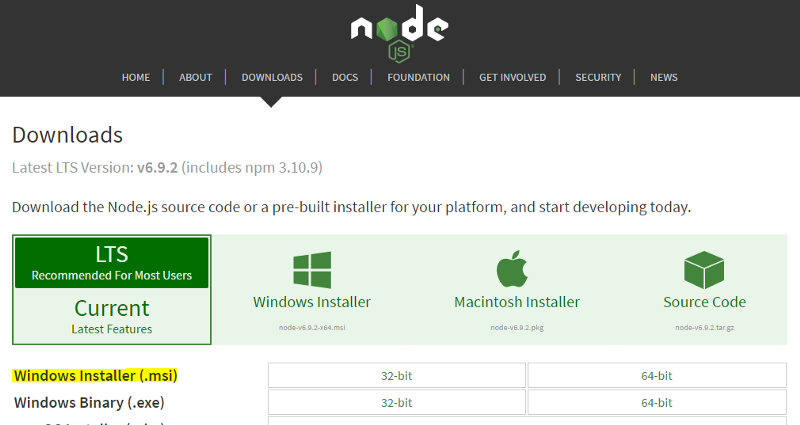 node
JS
HOME ABOUT DOWNLOADS DOCS FOUNDATION GET INVOLVED SECURITY NEWS
Downloads
Latest LTS Version: v6.9.2 (includes npm 3.10.9)
Download the Node.js source code or a pre-built installer for your platform, and start developing today.
LTS
Recommended For Most Users
Current
Latest Features
Windows Installer
node-v6.9.2-x64.msi
Macintosh Installer
node-v6.9.2.pkg
Source Code
node-v6.9.2.tar.gz
Windows Installer (.msi) 32-bit 64-bit
Windows Binary (.exe) 32-bit 64-bit